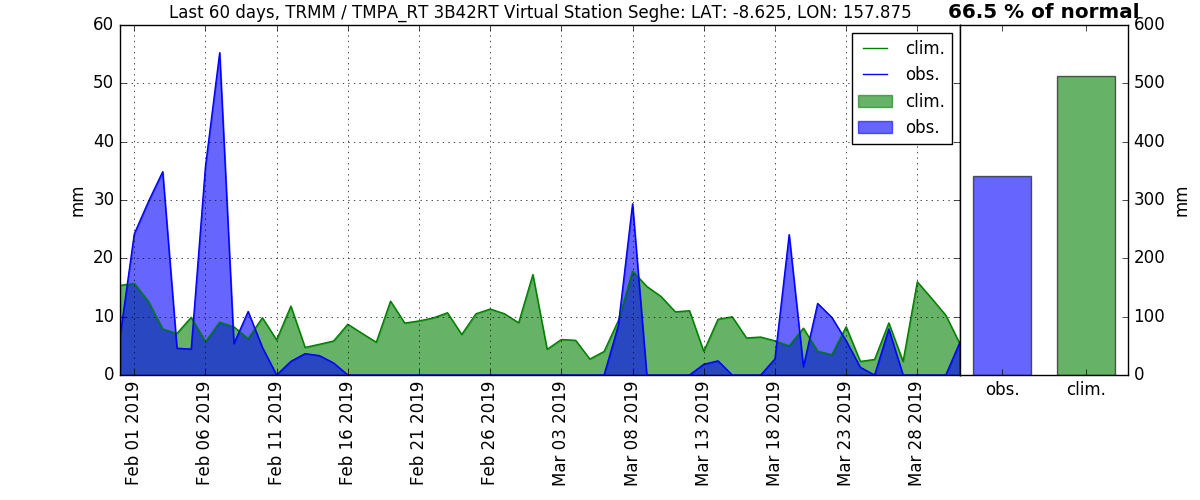 Last 60 days, TRMM / TMPA_RT 3B42RT Virtual Station Seghe: LAT: -8.625, LON: 157.875
66.5 % of normal
60
50
40
30
20
10
0
mm
clim.
obs.
clim.
obs.
600
500
400
300
200
100
0
mm
Feb 01 2019
Feb 06 2019
Feb 11 2019
Feb 16 2019
Feb 21 2019
Feb 26 2019
Mar 03 2019
Mar 08 2019
Mar 13 2019
Mar 18 2019
Mar 23 2019
Mar 28 2019
obs.
clim.